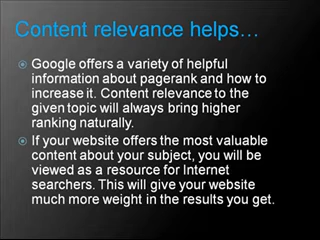 Content relevance helps…
Google offers a variety of helpful
information about pagerank and how to
increase it. Content relevance to the
given topic will always bring higher
ranking naturally.
If your website offers the most valuable
content about your subject, you will be
viewed as a resource for Internet
searchers. This will give your website
much more weight in the results you get.